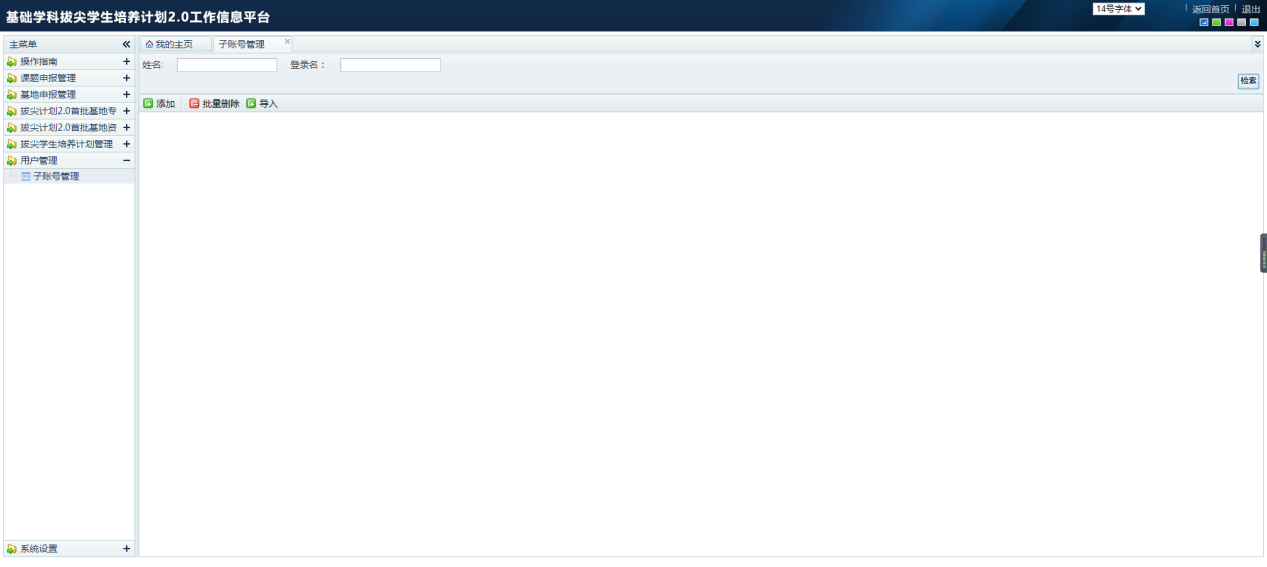 基础学科拔尖学生培养计划2.0工作信息平台
14号字体
返回首页
退出
主菜单
操作指南
课题申报管理
基地申报管理
拔尖计划2.0首批基地专
拔尖计划2.0首批基地资
拔尖学生培养计划管理
用户管理
子账号管理
系统设置
我的主页
子账号管理
姓名:
登录名：
检索
添加
批量删除
导入